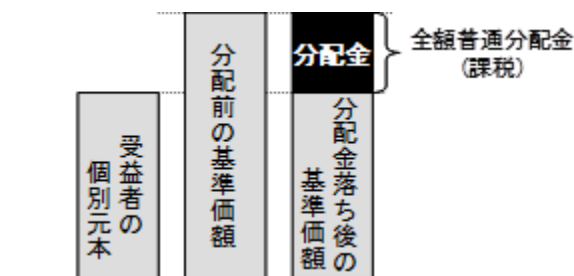 受益者の
個別元本
分配前の基準価額
分配金
分配金落ち後の
基準価額
全額普通分配金
(課税)